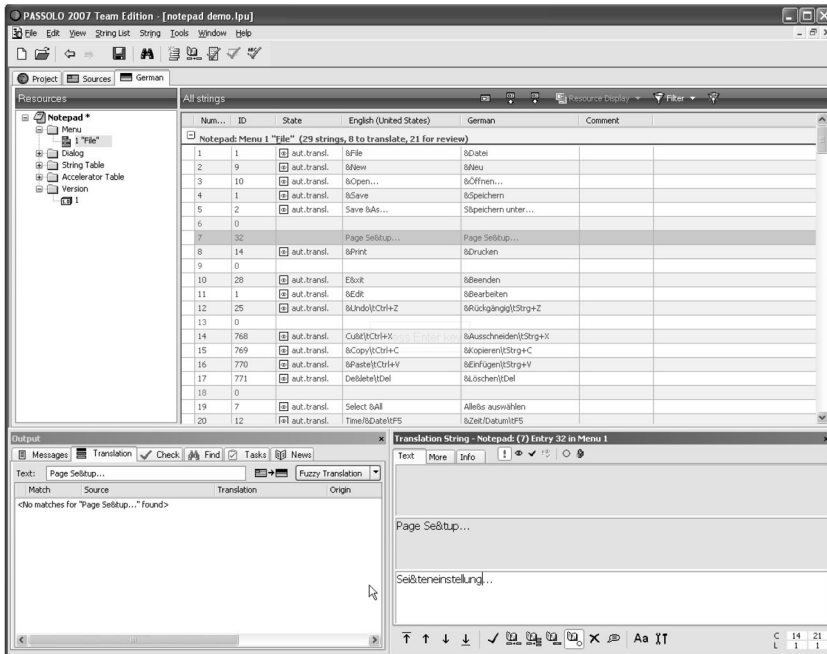 PASSOLO 2007 Team Edition - [notepad demo.lpu]
File Edit View String List String Tools Window Help
Project Sources German
Resources
All strings
Resource Display Filter
Notepad *
Menu
1 "File"
Dialog
String Table
Accelerator Table
Version
1
Num... ID State English (United States) German Comment
Notepad: Menu 1 "File" (29 strings, 8 to translate, 21 for review)
1 1 aut.transl. &File &Datei
2 9 aut.transl. &New &Neu
3 10 aut.transl. &Open... &Öffnen...
4 1 aut.transl. &Save &Speichern
5 2 aut.transl. Save &As... S&peichern unter...
6 0
7 32 Page Se&tup... Page Se&tup...
8 14 aut.transl. &Print &Drucken
9 0
10 28 aut.transl. E&xit &Beenden
11 1 aut.transl. &Edit &Bearbeiten
12 25 aut.transl. &Undo\tCtrl+Z &Rückgängig\tStrg+Z
13 0
14 768 aut.transl. Cu&t\tCtrl+X &Ausschneiden\tStrg+X
15 769 aut.transl. &Copy\tCtrl+C &Kopieren\tStrg+C
16 770 aut.transl. &Paste\tCtrl+V &Einfügen\tStrg+V
17 771 aut.transl. De&lete\tDel &Löschen\tDel
18 0
19 7 aut.transl. Select &All Alle&s auswählen
20 12 aut.transl. Time/&Date\tF5 &Zeit/Datum\tF5
Output
Messages Translation Check Find Tasks News
Text: Page Se&tup... Fuzzy Translation
Match Source Translation Origin
<No matches for "Page Se&tup..." found>
Translation String - Notepad: (7) Entry 32 in Menu 1
Text More Info
Page Se&tup...
Sei&teneinstellung...
Aa
C 14 21
L 1 1